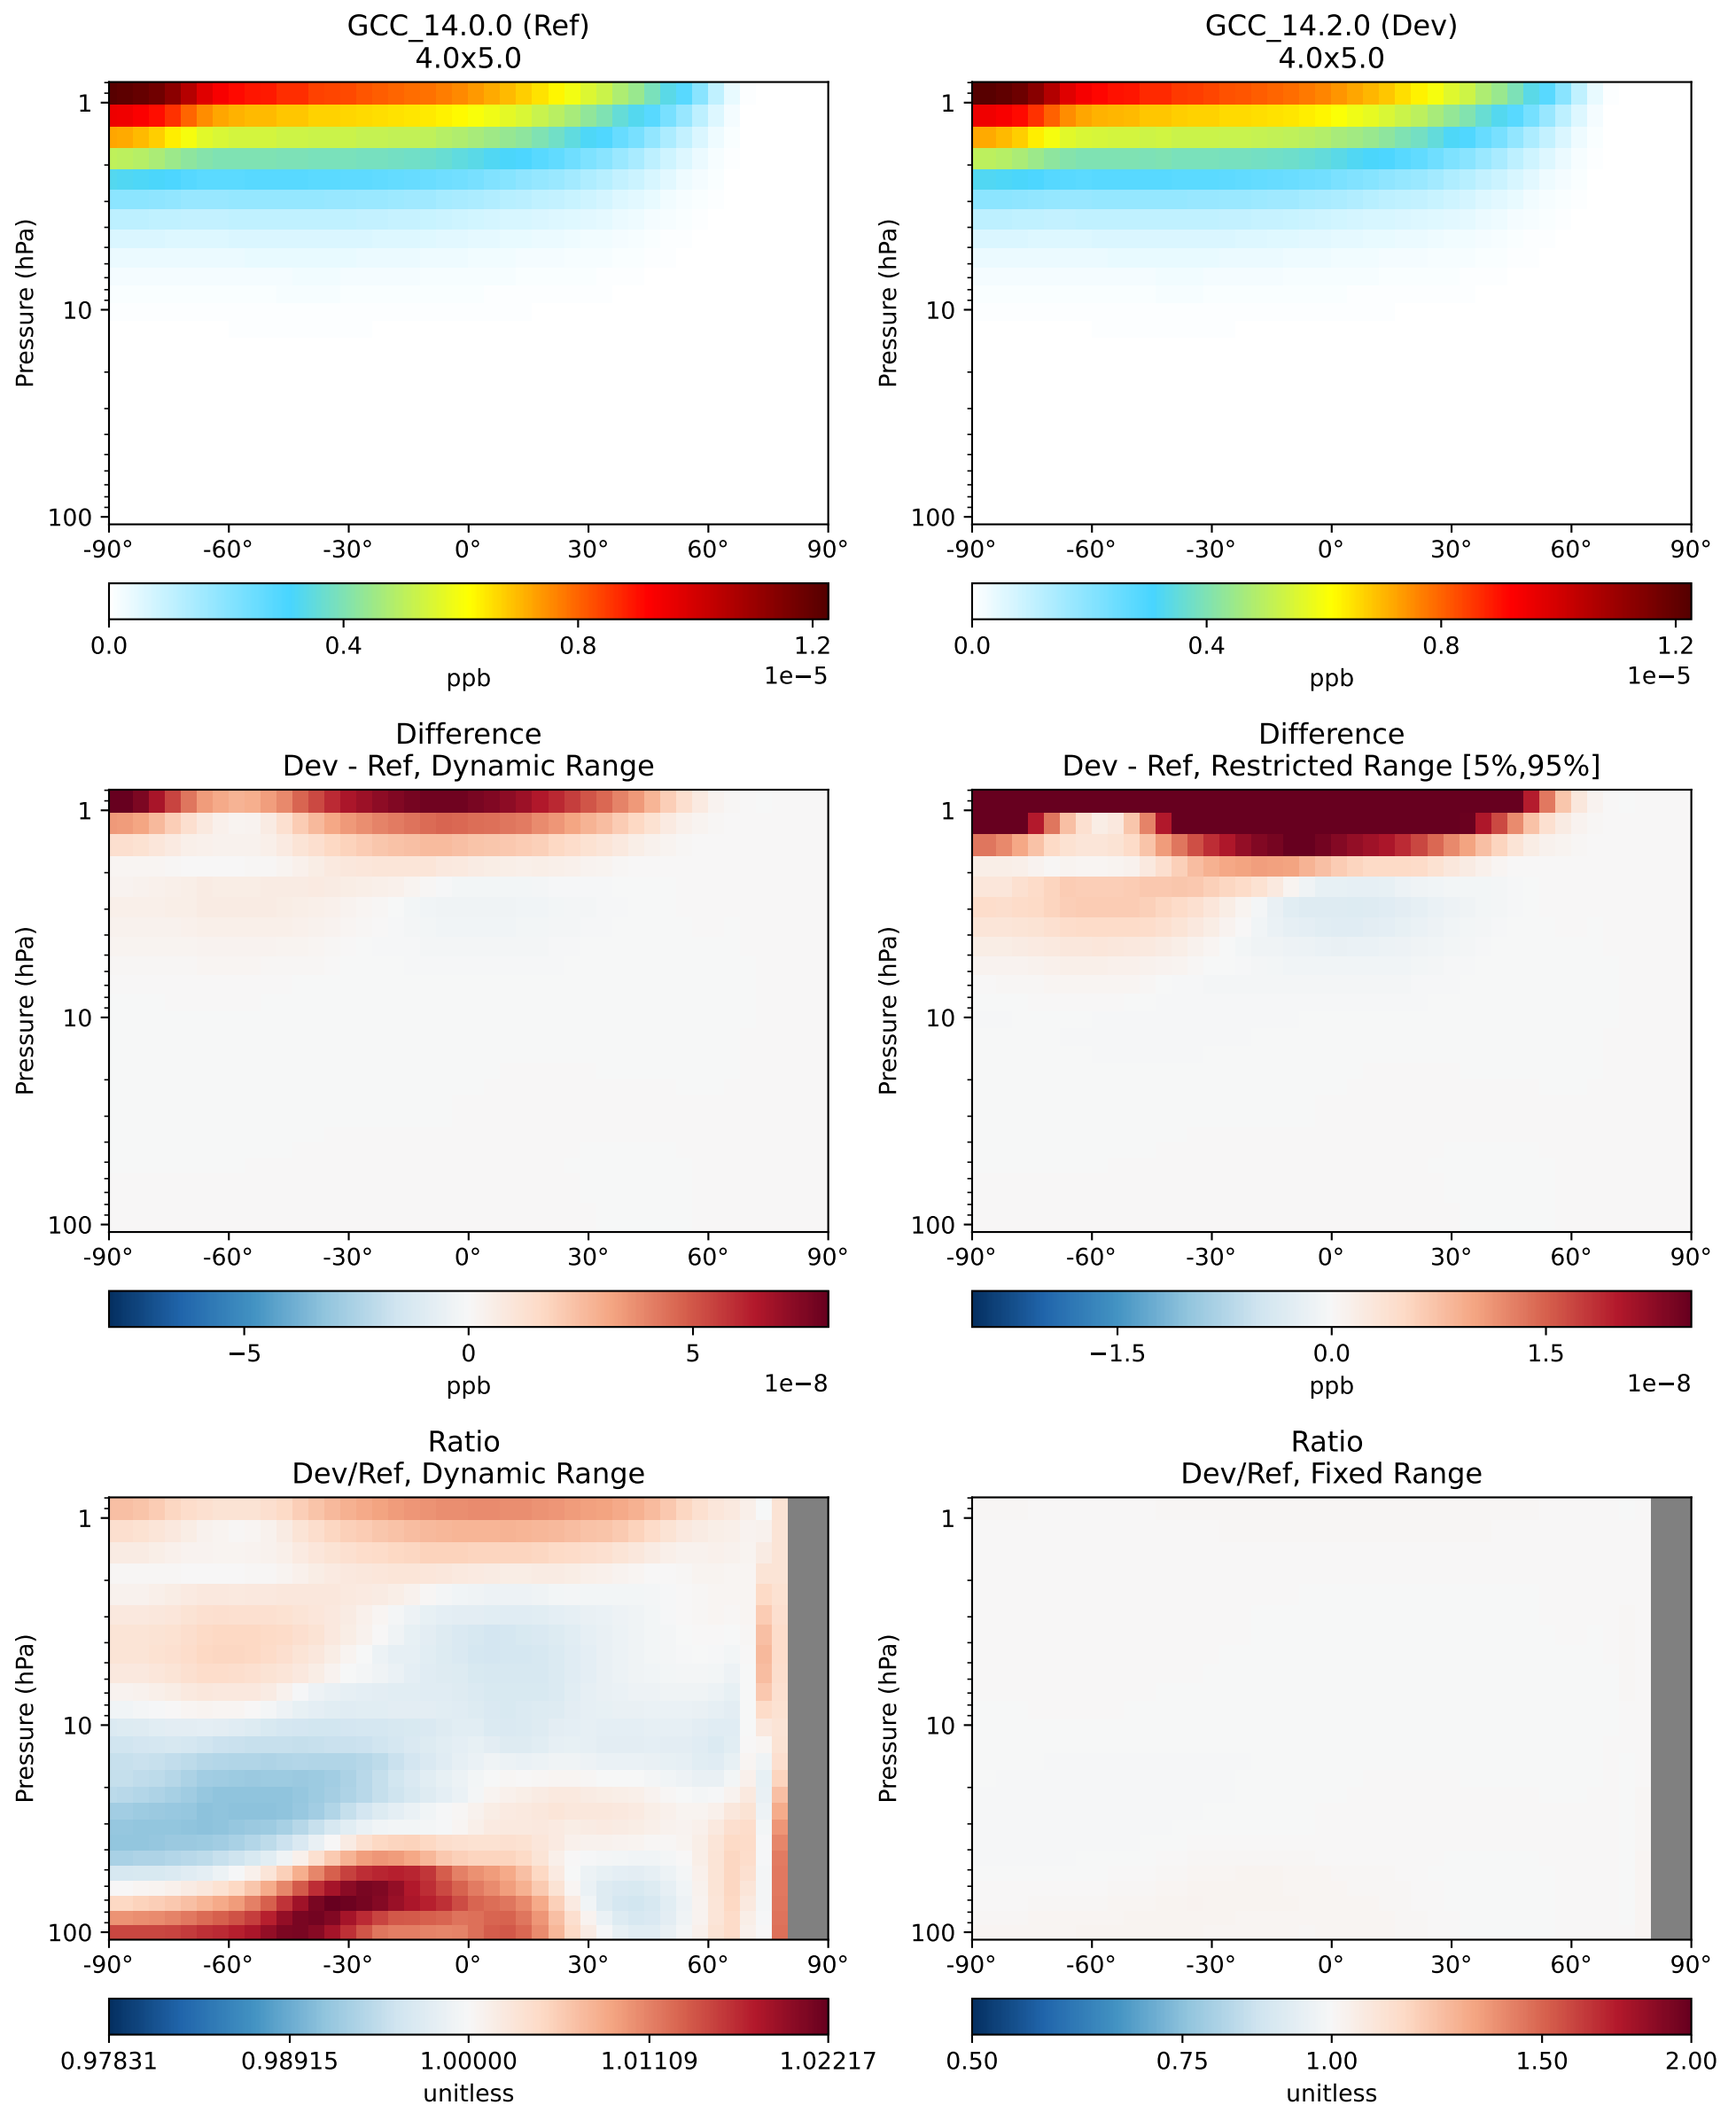 GCC_14.0.0 (Ref)
4.0x5.0
Pressure (hPa)
1
10
100
-90° -60° -30° 0° 30° 60° 90°
0.0 0.4 0.8 1.2
1e−5
ppb
GCC_14.2.0 (Dev)
4.0x5.0
Pressure (hPa)
1
10
100
-90° -60° -30° 0° 30° 60° 90°
0.0 0.4 0.8 1.2
1e−5
ppb
Difference
Dev - Ref, Dynamic Range
Pressure (hPa)
1
10
100
-90° -60° -30° 0° 30° 60° 90°
−5 0 5
1e−8
ppb
Difference
Dev - Ref, Restricted Range [5%,95%]
Pressure (hPa)
1
10
100
-90° -60° -30° 0° 30° 60° 90°
−1.5 0.0 1.5
1e−8
ppb
Ratio
Dev/Ref, Dynamic Range
Pressure (hPa)
1
10
100
-90° -60° -30° 0° 30° 60° 90°
0.97831 0.98915 1.00000 1.01109 1.02217
unitless
Ratio
Dev/Ref, Fixed Range
Pressure (hPa)
1
10
100
-90° -60° -30° 0° 30° 60° 90°
0.50 0.75 1.00 1.50 2.00
unitless